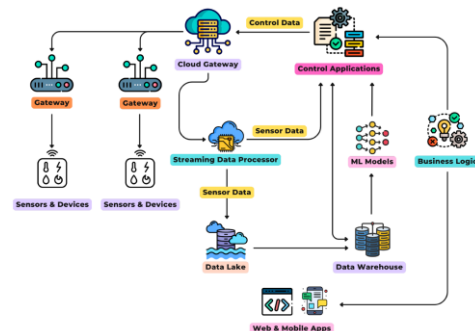 Control Data
Cloud Gateway
Control Applications
Gateway
Gateway
Sensor Data
Streaming Data Processor
ML Models
Business Logic
Sensors & Devices
Sensors & Devices
Sensor Data
Data Lake
Data Warehouse
Web & Mobile Apps